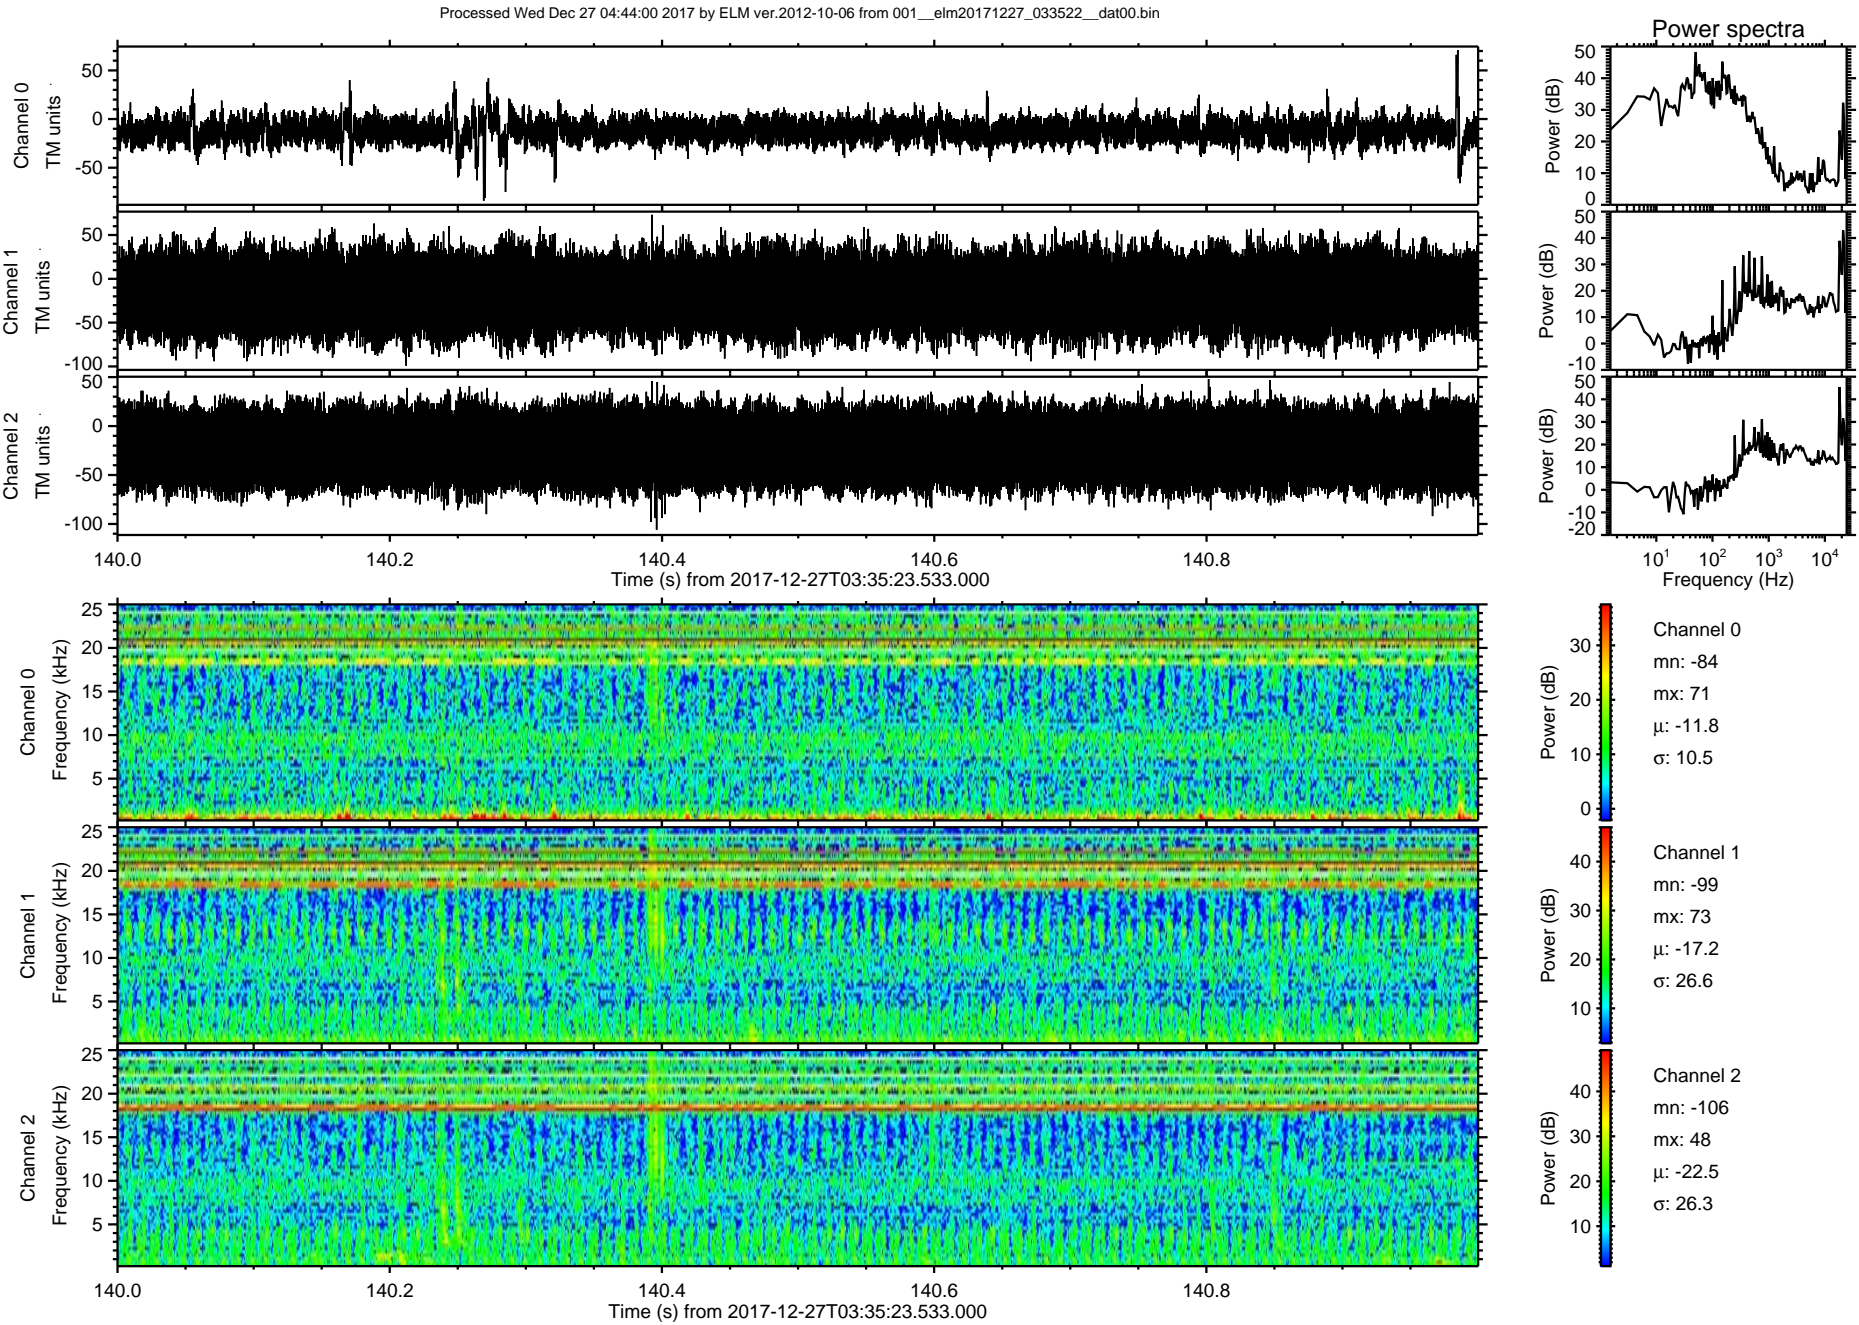 Processed Wed Dec 27 04:44:00 2017 by ELM ver.2012-10-06 from 001__elm20171227_033522__dat00.bin
Power spectra
Channel 0
TM units
50
0
-50
Power (dB)
50
40
30
20
10
0
Channel 1
TM units
50
0
-50
-100
Power (dB)
50
40
30
20
10
0
-10
Channel 2
TM units
50
0
-50
-100
Power (dB)
50
40
30
20
10
0
-10
-20
140.0 140.2 140.4 140.6 140.8
Time (s) from 2017-12-27T03:35:23.533.000
10^1 10^2 10^3 10^4
Frequency (Hz)
Channel 0
Frequency (kHz)
25
20
15
10
5
Power (dB)
30
20
10
0
Channel 0
mn: -84
mx: 71
μ: -11.8
σ: 10.5
Channel 1
Frequency (kHz)
25
20
15
10
5
Power (dB)
40
30
20
10
Channel 1
mn: -99
mx: 73
μ: -17.2
σ: 26.6
Channel 2
Frequency (kHz)
25
20
15
10
5
Power (dB)
40
30
20
10
Channel 2
mn: -106
mx: 48
μ: -22.5
σ: 26.3
140.0 140.2 140.4 140.6 140.8
Time (s) from 2017-12-27T03:35:23.533.000